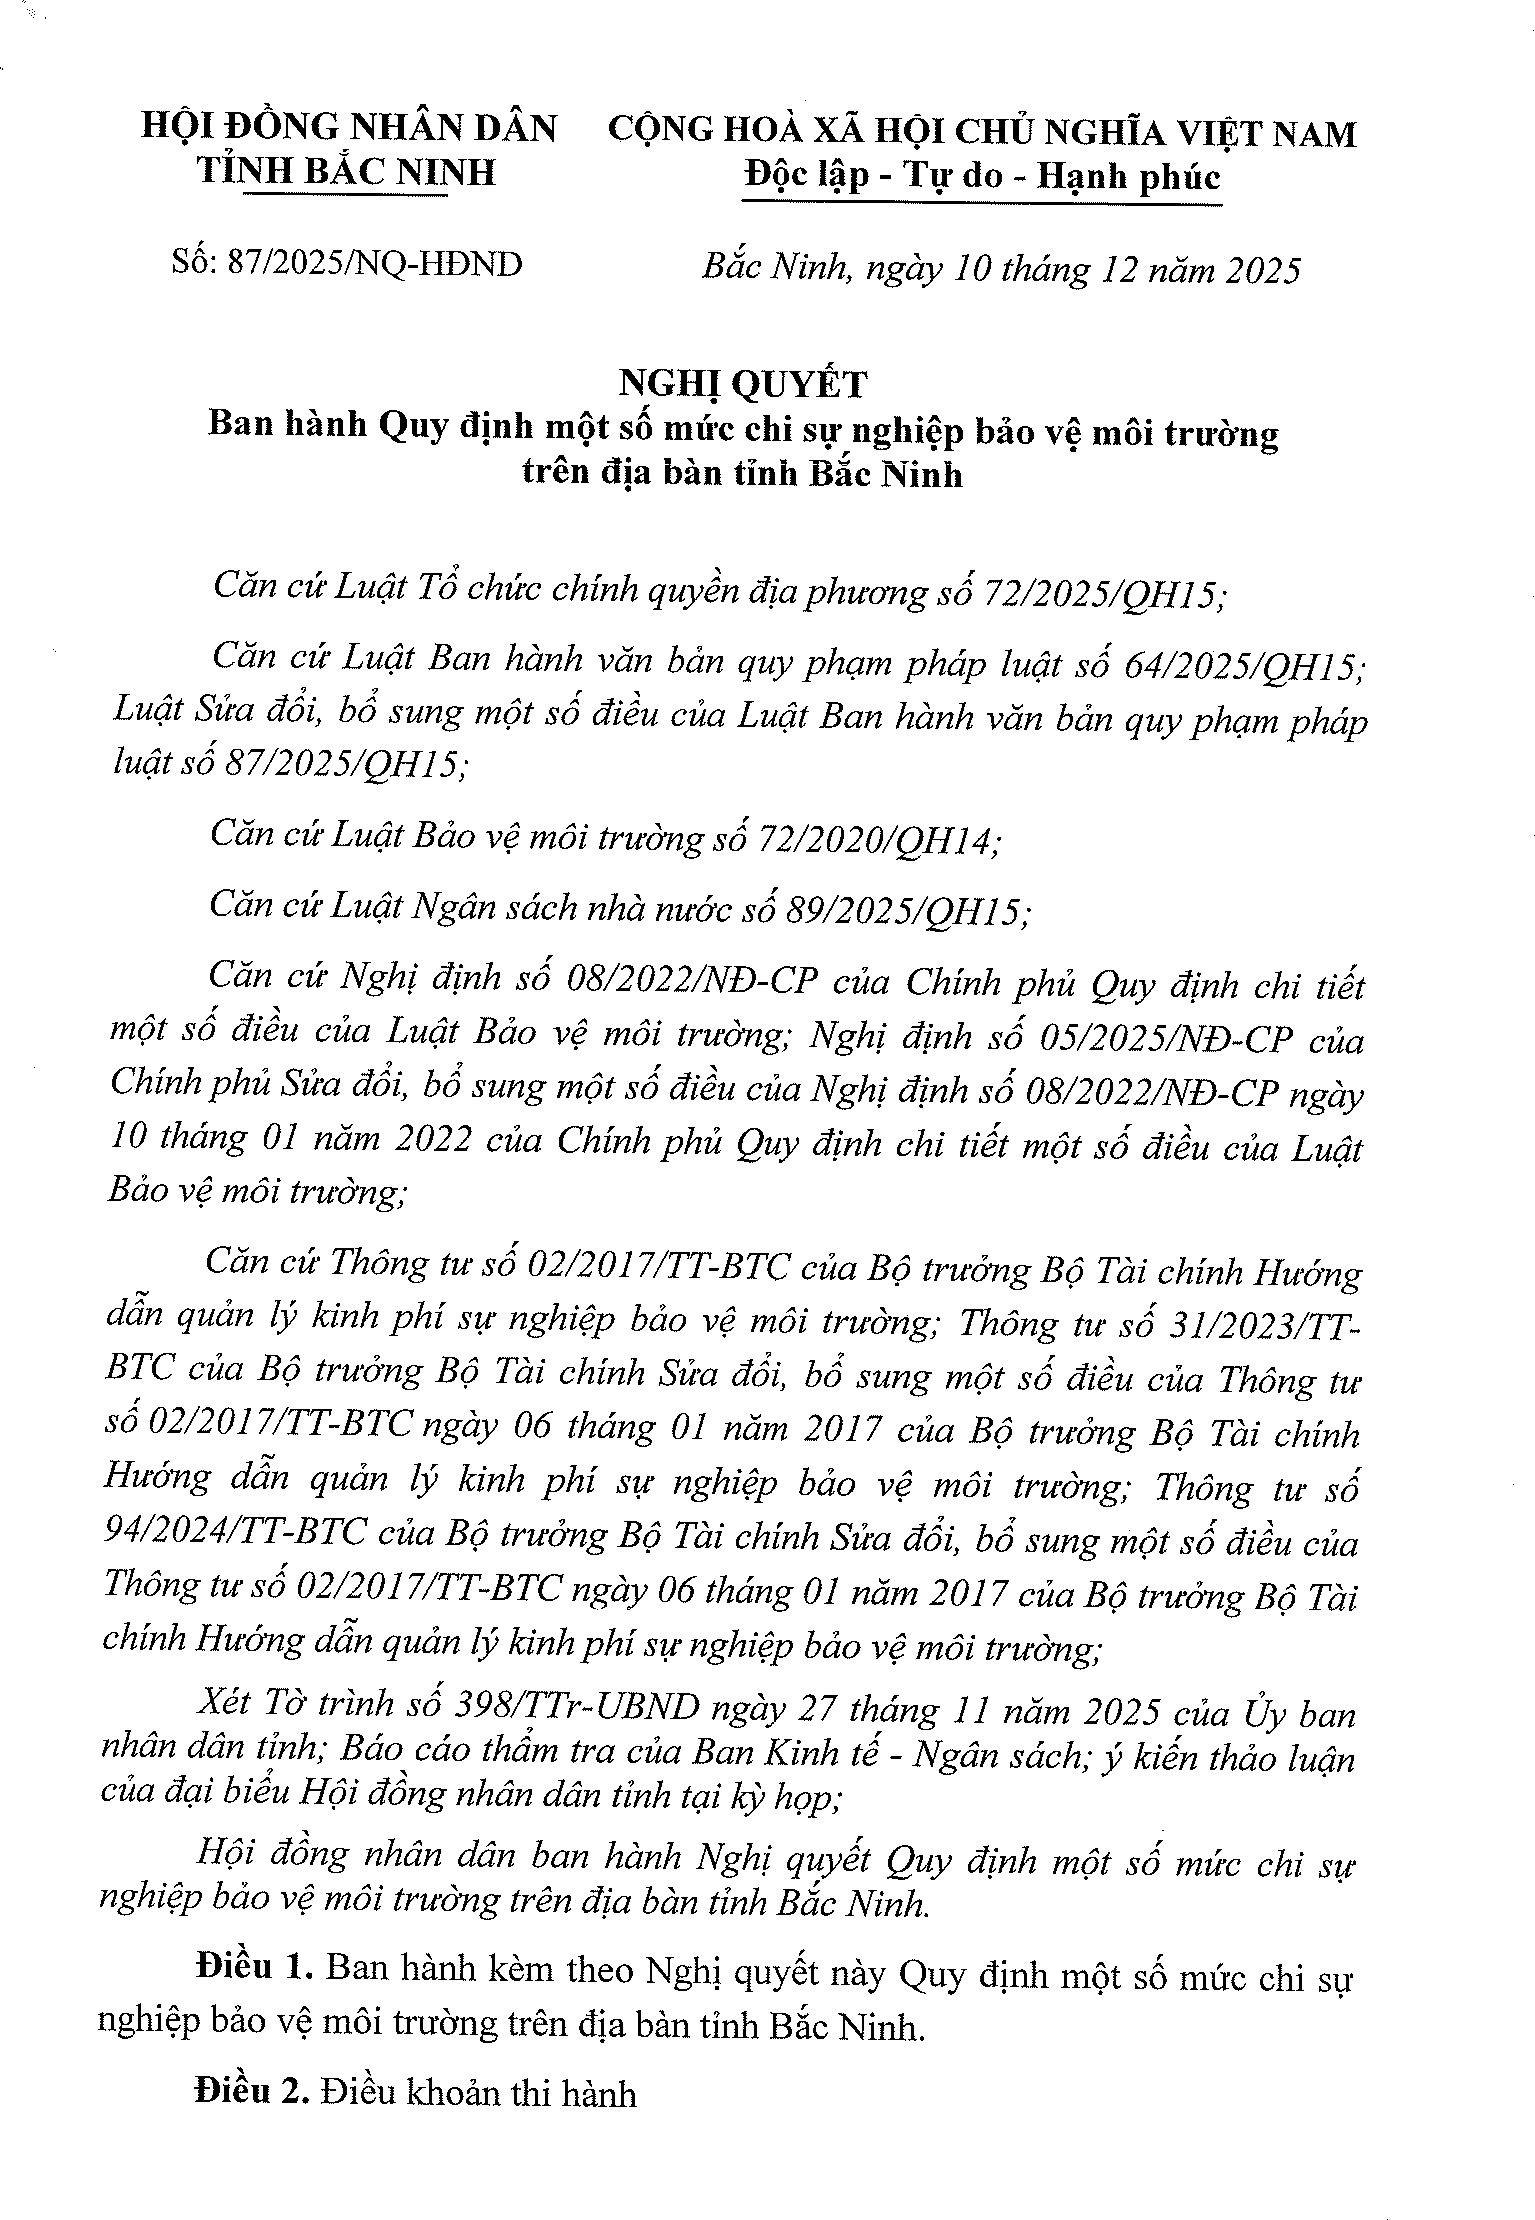 HỘI ĐỒNG NHÂN DÂN
TỈNH BẮC NINH
CỘNG HOÀ XÃ HỘI CHỦ NGHĨA VIỆT NAM
Độc lập - Tự do - Hạnh phúc
Số: 87/2025/NQ-HĐND
Bắc Ninh, ngày 10 tháng 12 năm 2025
NGHỊ QUYẾT
Ban hành Quy định một số mức chi sự nghiệp bảo vệ môi trường
trên địa bàn tỉnh Bắc Ninh
Căn cứ Luật Tổ chức chính quyền địa phương số 72/2025/QH15;
Căn cứ Luật Ban hành văn bản quy phạm pháp luật số 64/2025/QH15;
Luật Sửa đổi, bổ sung một số điều của Luật Ban hành văn bản quy phạm pháp
luật số 87/2025/QH15;
Căn cứ Luật Bảo vệ môi trường số 72/2020/QH14;
Căn cứ Luật Ngân sách nhà nước số 89/2025/QH15;
Căn cứ Nghị định số 08/2022/NĐ-CP của Chính phủ Quy định chi tiết
một số điều của Luật Bảo vệ môi trường; Nghị định số 05/2025/NĐ-CP của
Chính phủ Sửa đổi, bổ sung một số điều của Nghị định số 08/2022/NĐ-CP ngày
10 tháng 01 năm 2022 của Chính phủ Quy định chi tiết một số điều của Luật
Bảo vệ môi trường;
Căn cứ Thông tư số 02/2017/TT-BTC của Bộ trưởng Bộ Tài chính Hướng
dẫn quản lý kinh phí sự nghiệp bảo vệ môi trường; Thông tư số 31/2023/TT-
BTC của Bộ trưởng Bộ Tài chính Sửa đổi, bổ sung một số điều của Thông tư
số 02/2017/TT-BTC ngày 06 tháng 01 năm 2017 của Bộ trưởng Bộ Tài chính
Hướng dẫn quản lý kinh phí sự nghiệp bảo vệ môi trường; Thông tư số
94/2024/TT-BTC của Bộ trưởng Bộ Tài chính Sửa đổi, bổ sung một số điều của
Thông tư số 02/2017/TT-BTC ngày 06 tháng 01 năm 2017 của Bộ trưởng Bộ Tài
chính Hướng dẫn quản lý kinh phí sự nghiệp bảo vệ môi trường;
Xét Tờ trình số 398/TTr-UBND ngày 27 tháng 11 năm 2025 của Ủy ban
nhân dân tỉnh; Báo cáo thẩm tra của Ban Kinh tế - Ngân sách; ý kiến thảo luận
của đại biểu Hội đồng nhân dân tỉnh tại kỳ họp;
Hội đồng nhân dân ban hành Nghị quyết Quy định một số mức chi sự
nghiệp bảo vệ môi trường trên địa bàn tỉnh Bắc Ninh.
Điều 1. Ban hành kèm theo Nghị quyết này Quy định một số mức chi sự
nghiệp bảo vệ môi trường trên địa bàn tỉnh Bắc Ninh.
Điều 2. Điều khoản thi hành